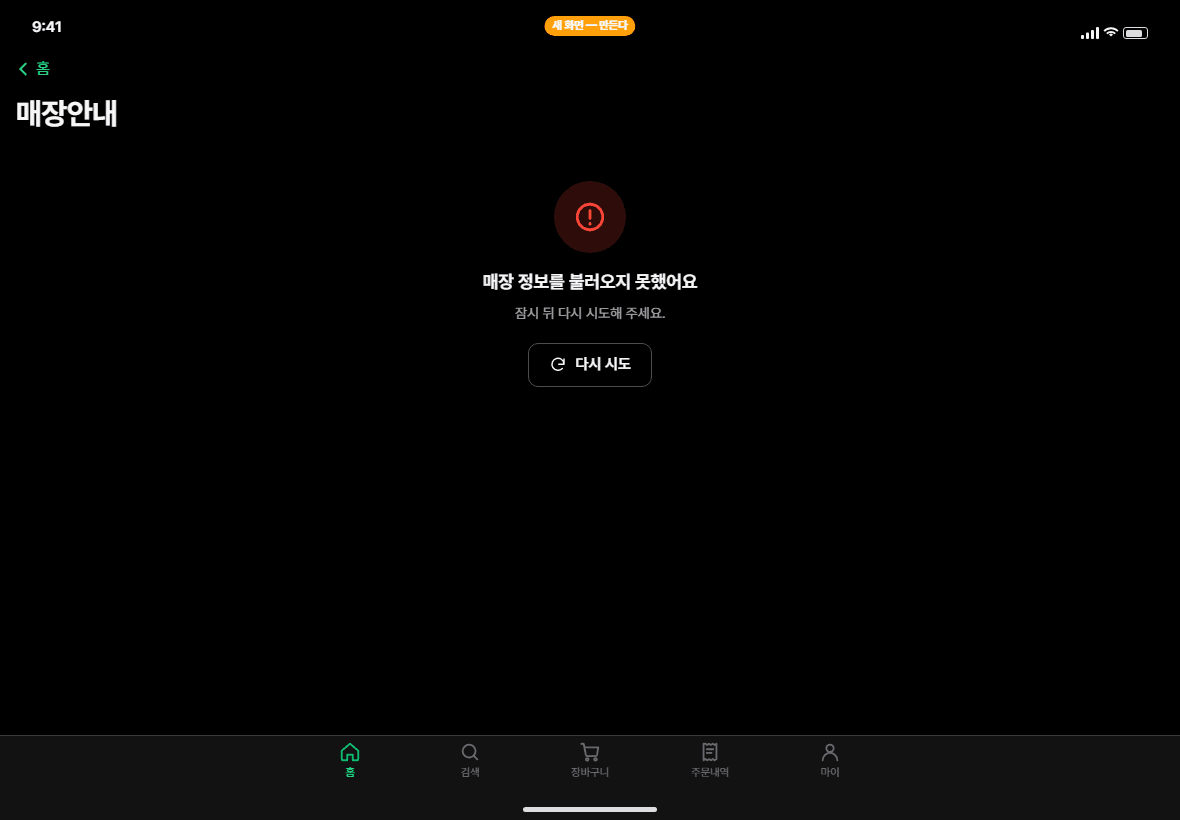 9:41
새 화면 — 만든다
홈
매장안내
매장 정보를 불러오지 못했어요
잠시 뒤 다시 시도해 주세요.
다시 시도
홈
검색
장바구니
주문내역
마이